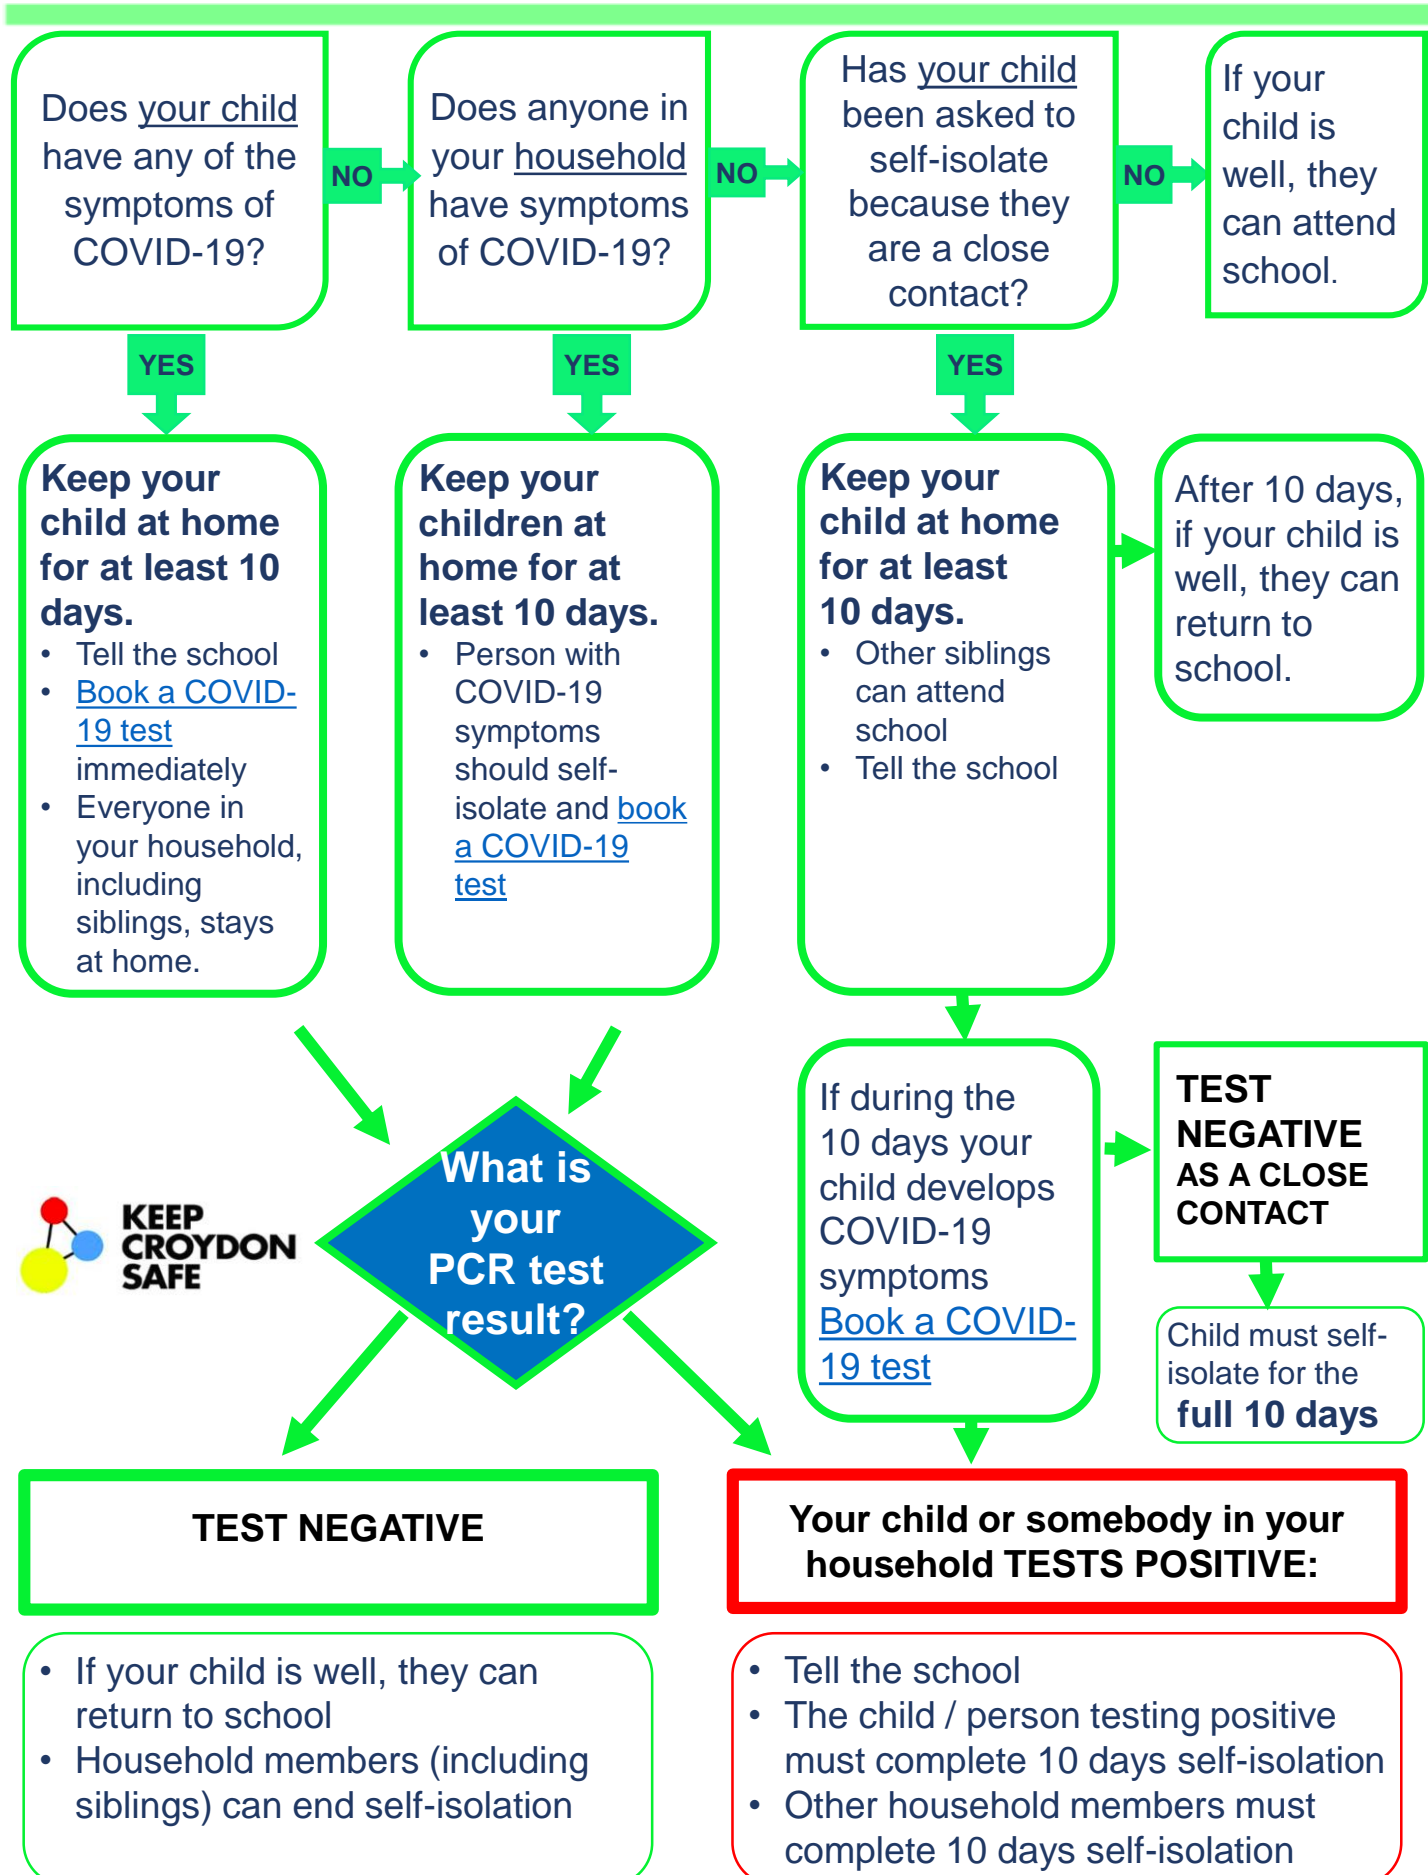 Does your child
have any of the
symptoms of
COVID-19?
NO
Does anyone in
your household
have symptoms
of COVID-19?
NO
Has your child
been asked to
self-isolate
because they
are a close
contact?
NO
If your
child is
well, they
can attend
school.
YES
YES
YES
Keep your
child at home
for at least 10
days.
• Tell the school
• Book a COVID-
19 test
immediately
• Everyone in
your household,
including
siblings, stays
at home.
Keep your
children at
home for at
least 10 days.
• Person with
COVID-19
symptoms
should self-
isolate and book
a COVID-19
test
Keep your
child at home
for at least
10 days.
• Other siblings
can attend
school
• Tell the school
After 10 days,
if your child is
well, they can
return to
school.
KEEP
CROYDON
SAFE
What is
your
PCR test
result?
If during the
10 days your
child develops
COVID-19
symptoms
Book a COVID-
19 test
TEST
NEGATIVE
AS A CLOSE
CONTACT
Child must self-
isolate for the
full 10 days
TEST NEGATIVE
Your child or somebody in your
household TESTS POSITIVE:
• If your child is well, they can
return to school
• Household members (including
siblings) can end self-isolation
• Tell the school
• The child / person testing positive
must complete 10 days self-isolation
• Other household members must
complete 10 days self-isolation